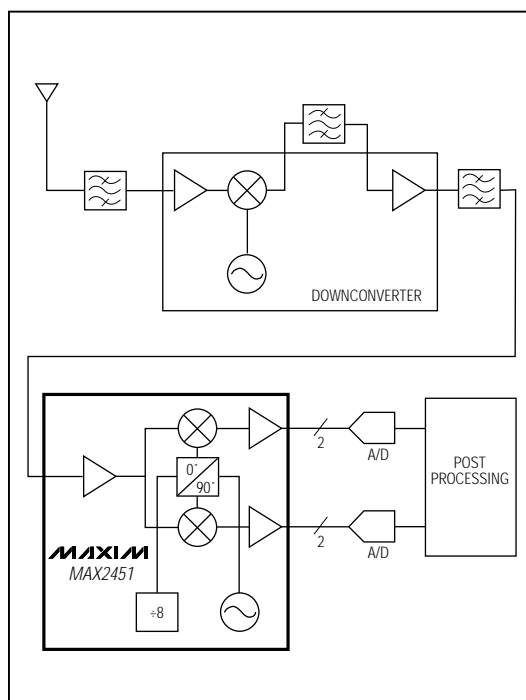 DOWNCONVERTER
0°
90°
MAXIM
MAX2451
÷8
2
A/D
2
A/D
POST
PROCESSING